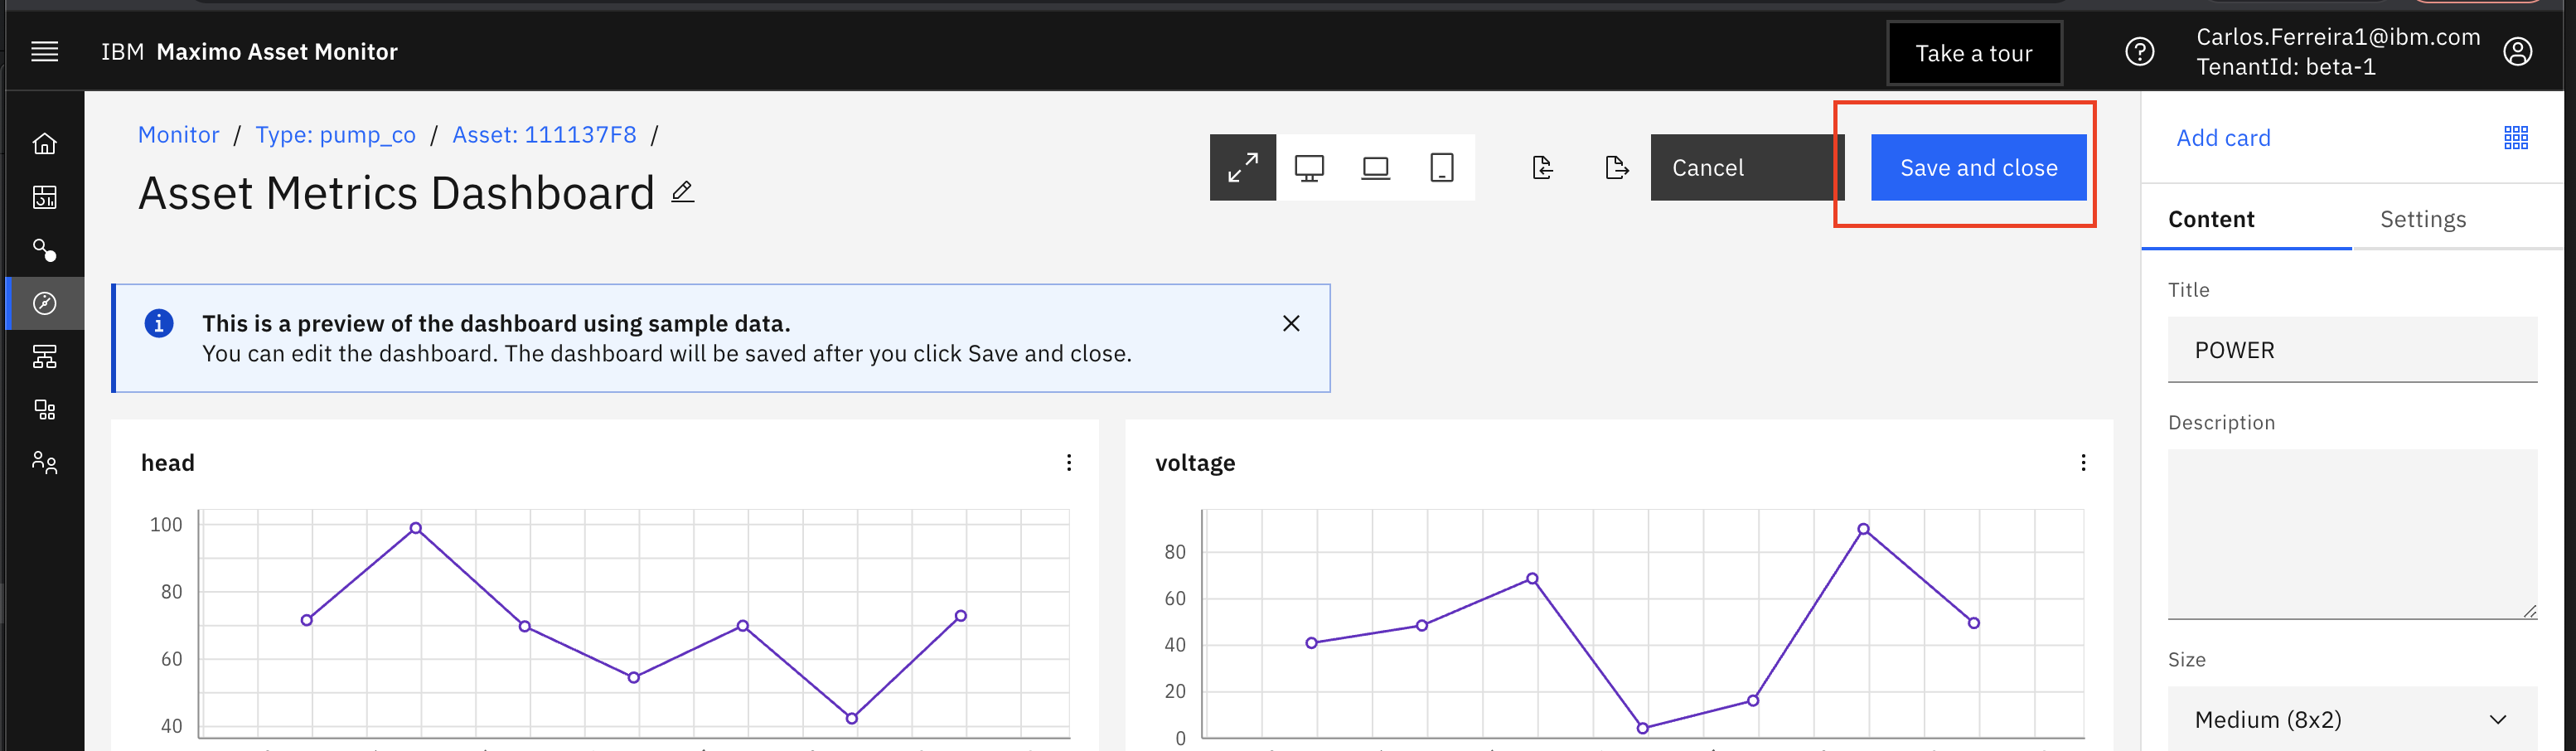 IBM Maximo Asset Monitor
Take a tour
Carlos.Ferreira1@ibm.com
TenantId: beta-1
Monitor / Type: pump_co / Asset: 111137F8 /
Asset Metrics Dashboard
Cancel
Save and close
Add card
Content
Settings
This is a preview of the dashboard using sample data.
You can edit the dashboard. The dashboard will be saved after you click Save and close.
Title
POWER
Description
Size
Medium (8x2)
head
100
80
60
40
voltage
80
60
40
20
0